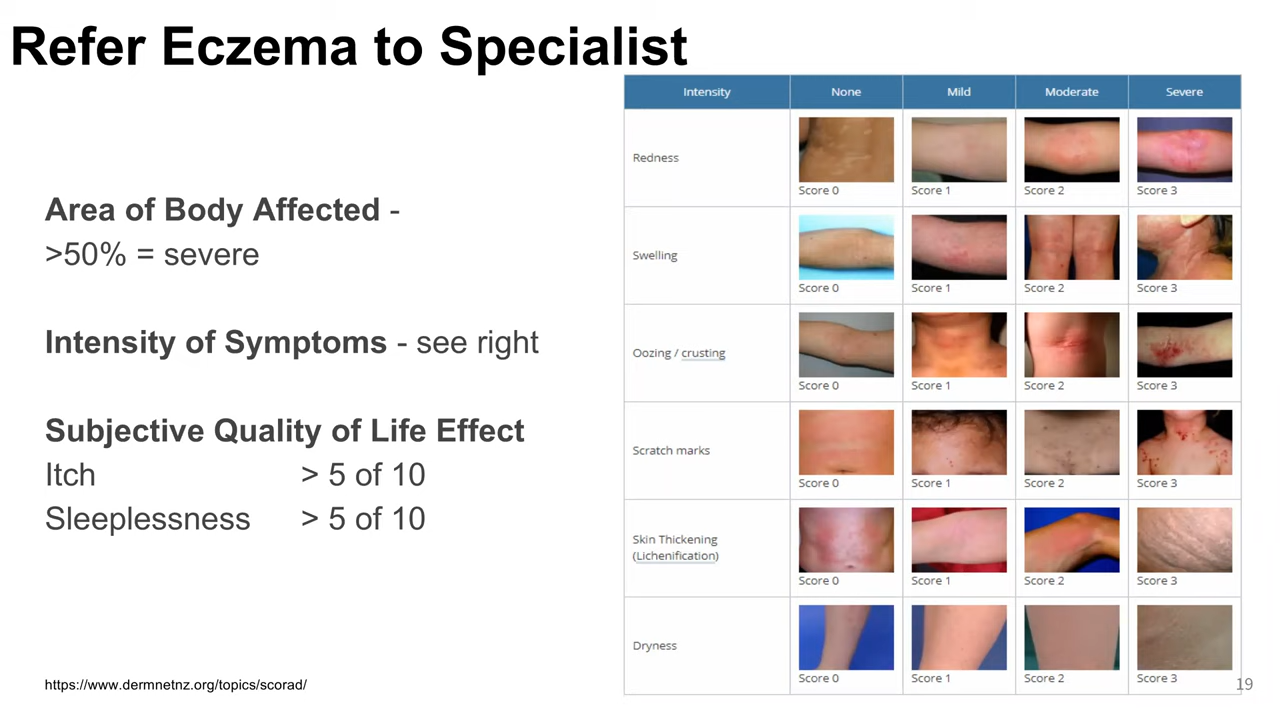 Refer Eczema to Specialist
Area of Body Affected -
>50% = severe
Intensity of Symptoms - see right
Subjective Quality of Life Effect
Itch > 5 of 10
Sleeplessness > 5 of 10
https://www.dermnetnz.org/topics/scorad/
Intensity None Mild Moderate Severe
Redness
Score 0 Score 1 Score 2 Score 3
Swelling
Score 0 Score 1 Score 2 Score 3
Oozing / crusting
Score 0 Score 1 Score 2 Score 3
Scratch marks
Score 0 Score 1 Score 2 Score 3
Skin Thickening
(Lichenification)
Score 0 Score 1 Score 2 Score 3
Dryness
Score 0 Score 1 Score 2 Score 3
19